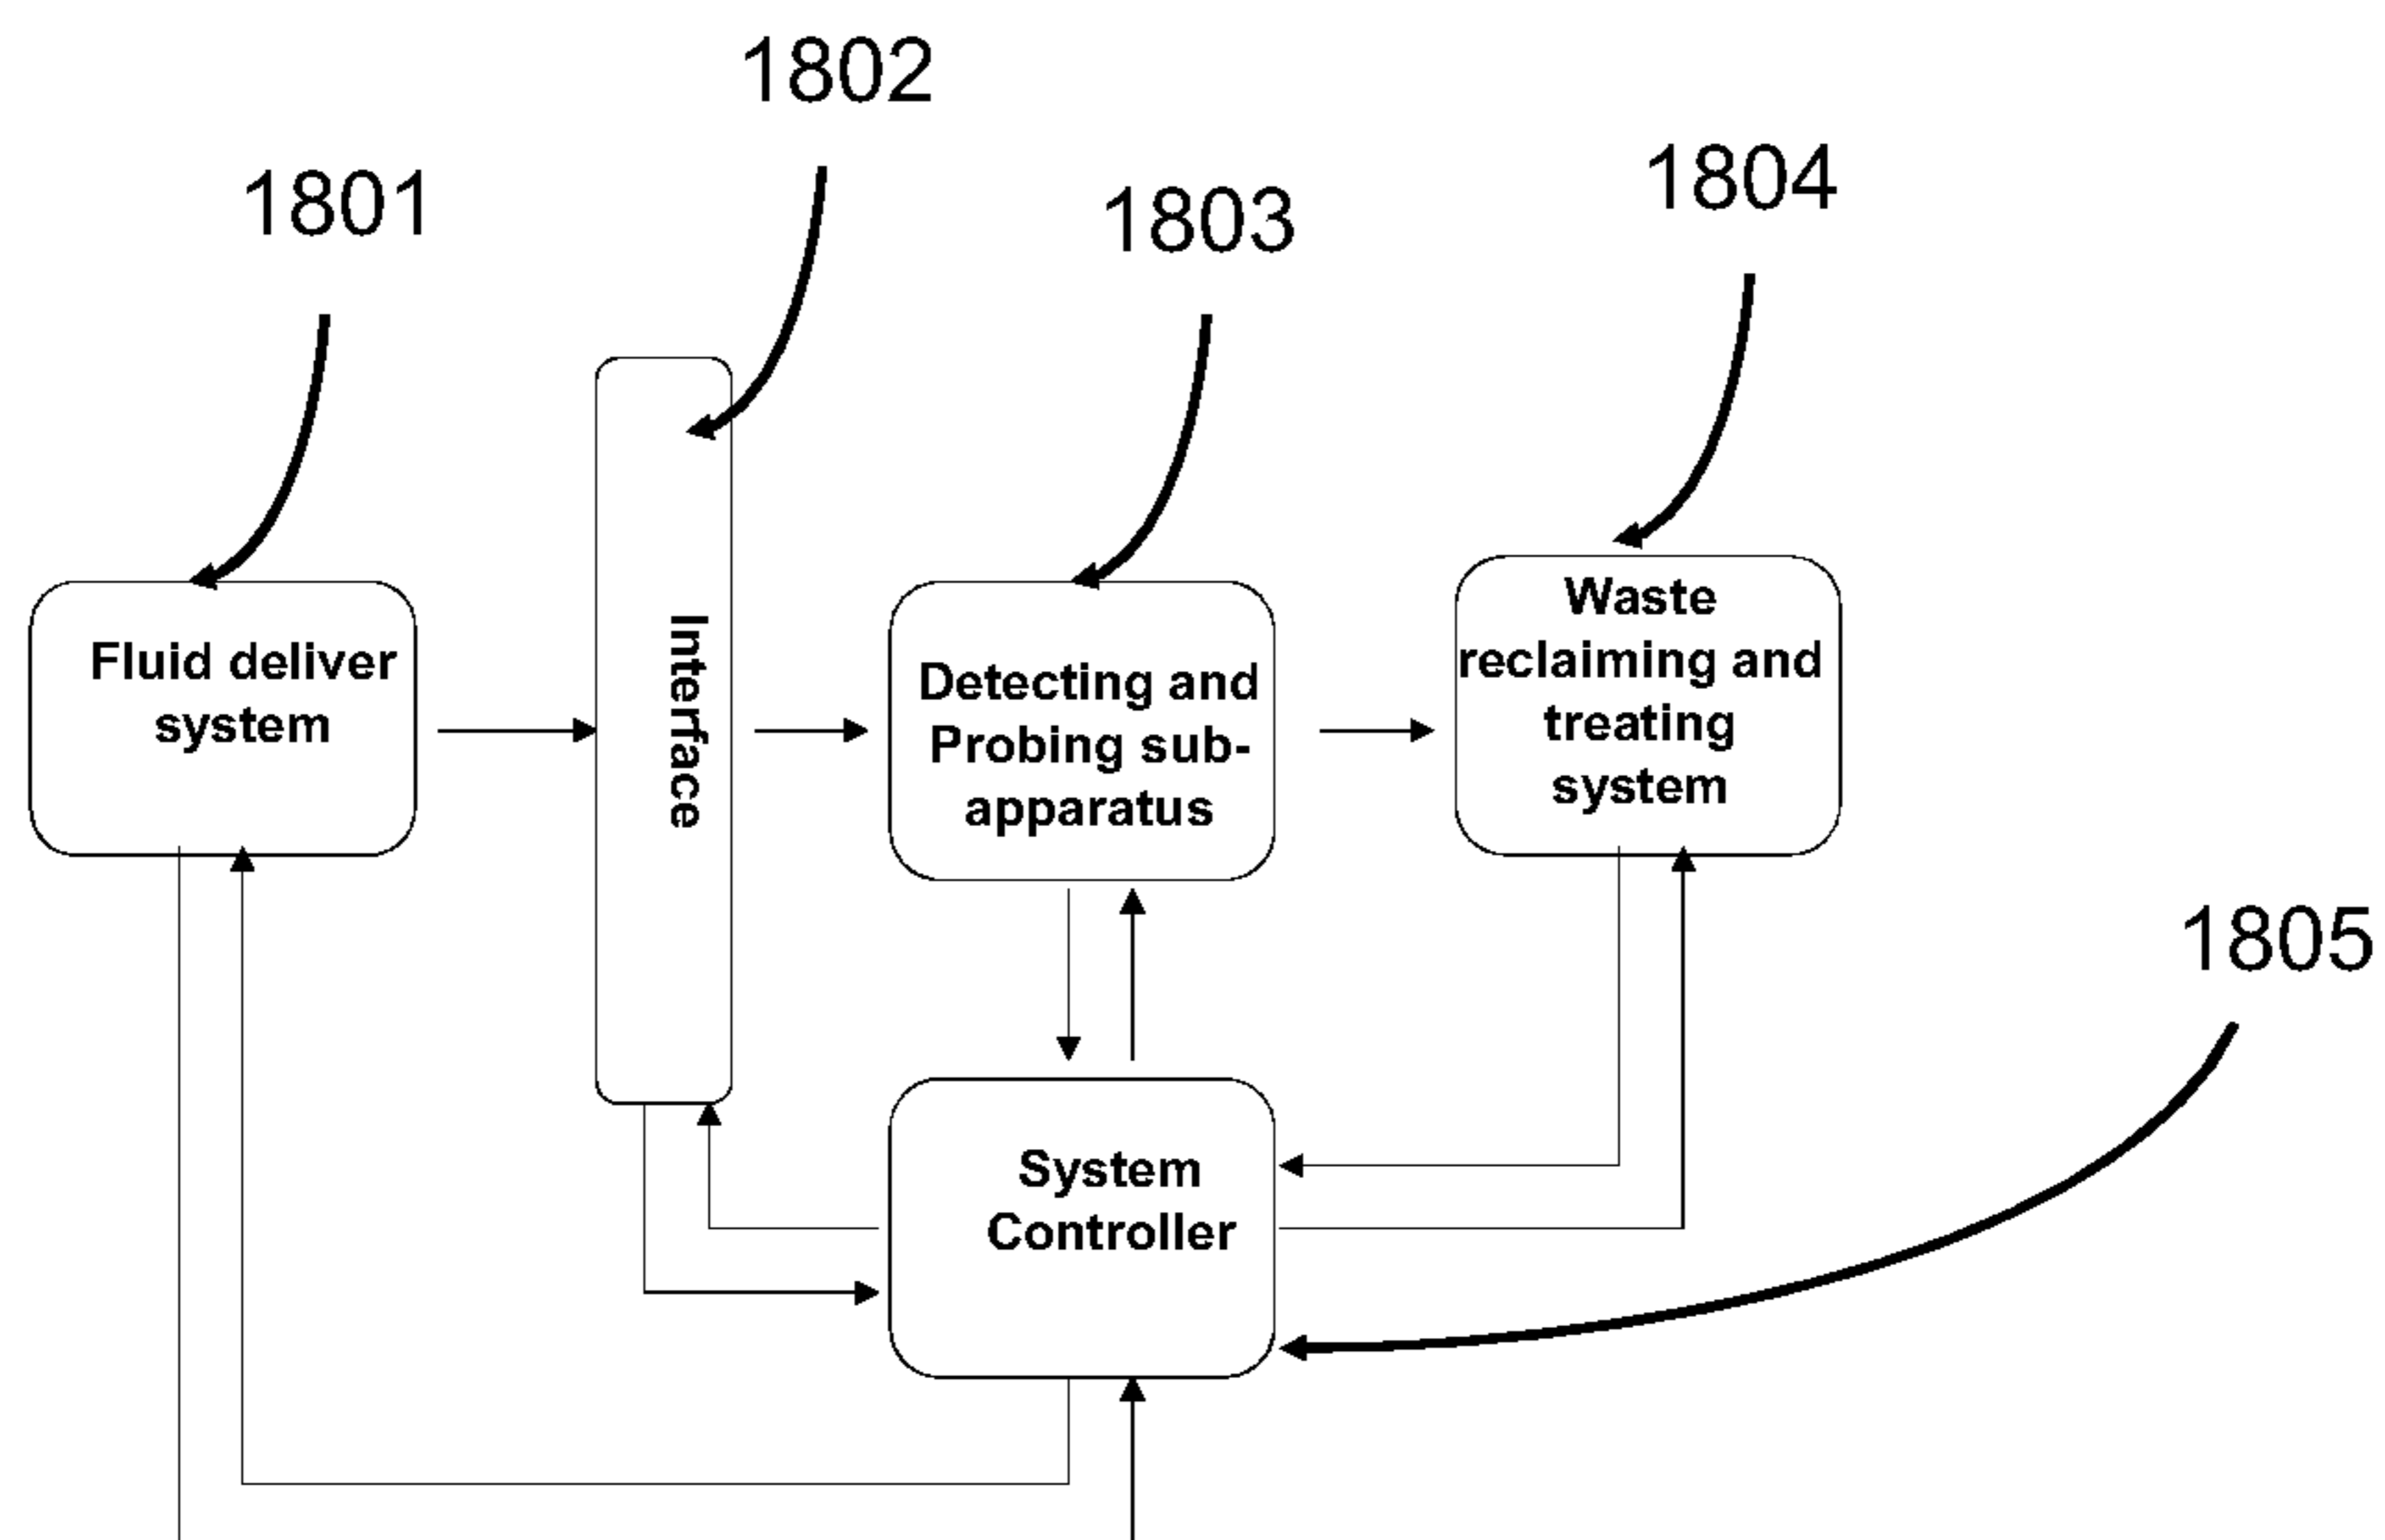 1802
1804
1801
1803
Fluid deliver
system
Interface
Detecting and
Probing sub-
apparatus
Waste
reclaiming and
treating
system
1805
System
Controller